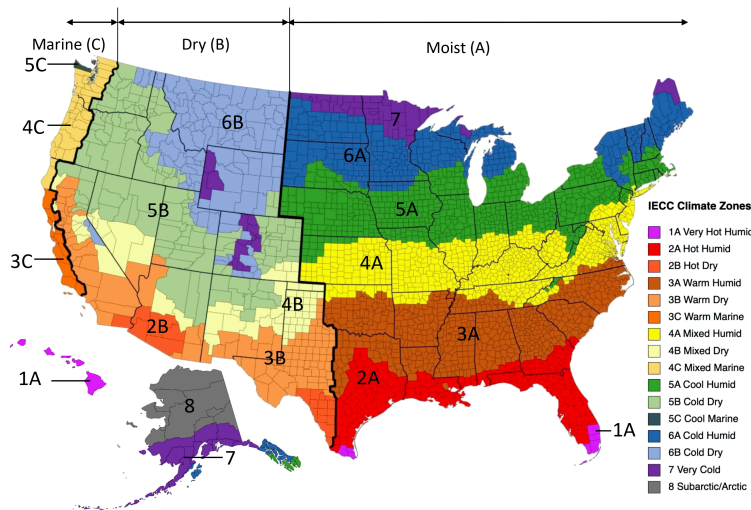 Marine (C)
Dry (B)
Moist (A)
5C
4C
6B
7
6A
5B
5A
3C
4A
4B
2B
3B
3A
2A
1A
8
7
1A
IECC Climate Zones
1A Very Hot Humid
2A Hot Humid
2B Hot Dry
3A Warm Humid
3B Warm Dry
3C Warm Marine
4A Mixed Humid
4B Mixed Dry
4C Mixed Marine
5A Cool Humid
5B Cold Dry
5C Cool Marine
6A Cold Humid
6B Cold Dry
7 Very Cold
8 Subarctic/Arctic